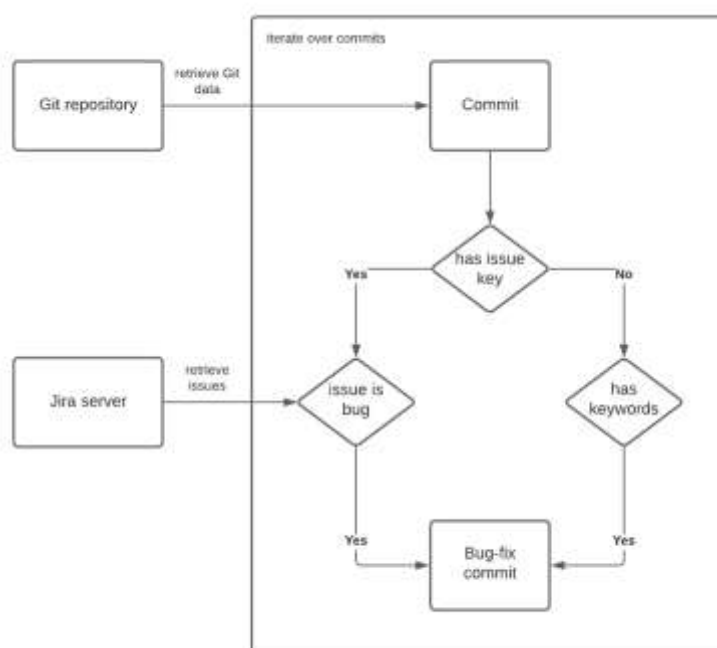 Iterate over commits
retrieve Git
data
Git repository
Commit
has issue
key
Yes
No
retrieve
issues
Jira server
issue is
bug
has
keywords
Yes
Yes
Bug-fix
commit